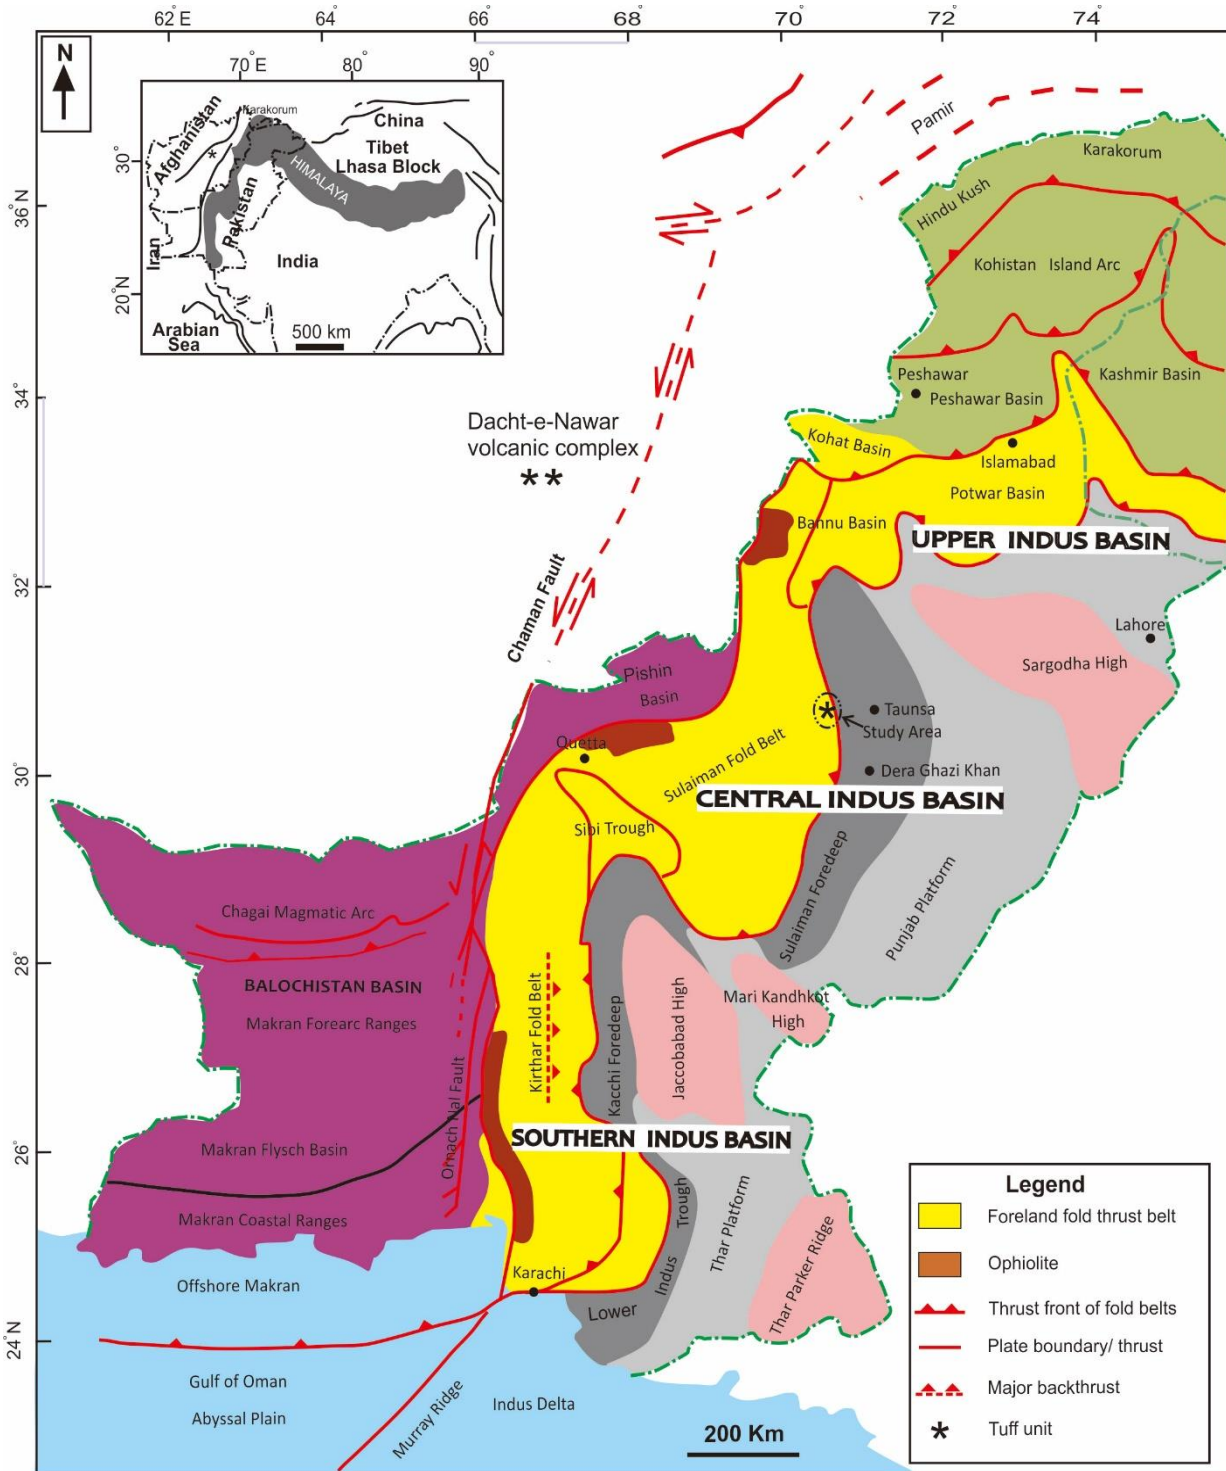 62°E
64°
66°
68°
70°
72°
74°
N
70°E
80°
90°
30°
20°N
Karakorum
Afghanistan
China
Tibet
Lhasa Block
HIMALAYA
Pakistan
Iran
India
Arabian
Sea
500 km
36°N
34°
32°
30°
28°
26°
24°N
Pamir
Karakorum
Hindu Kush
Kohistan Island Arc
Peshawar
Peshawar Basin
Kashmir Basin
Kohat Basin
Islamabad
Potwar Basin
Bannu Basin
UPPER INDUS BASIN
Dacht-e-Nawar
volcanic complex
**
Chaman Fault
Lahore
Sargodha High
Pishin
Basin
Quetta
Sulaiman Fold Belt
*
Taunsa
Study Area
Dera Ghazi Khan
CENTRAL INDUS BASIN
Sibi Trough
Sulaiman Foredeep
Punjab Platform
Chagai Magmatic Arc
BALOCHISTAN BASIN
Makran Forearc Ranges
Ornach Nal Fault
Kirthar Fold Belt
Kacchi Foredeep
Jaccobabad High
Mari Kandhkot
High
SOUTHERN INDUS BASIN
Makran Flysch Basin
Makran Coastal Ranges
Offshore Makran
Karachi
Lower
Indus
Trough
Thar Platform
Thar Parker Ridge
Gulf of Oman
Abyssal Plain
Murray Ridge
Indus Delta
200 Km
Legend
Foreland fold thrust belt
Ophiolite
Thrust front of fold belts
Plate boundary/ thrust
Major backthrust
* Tuff unit